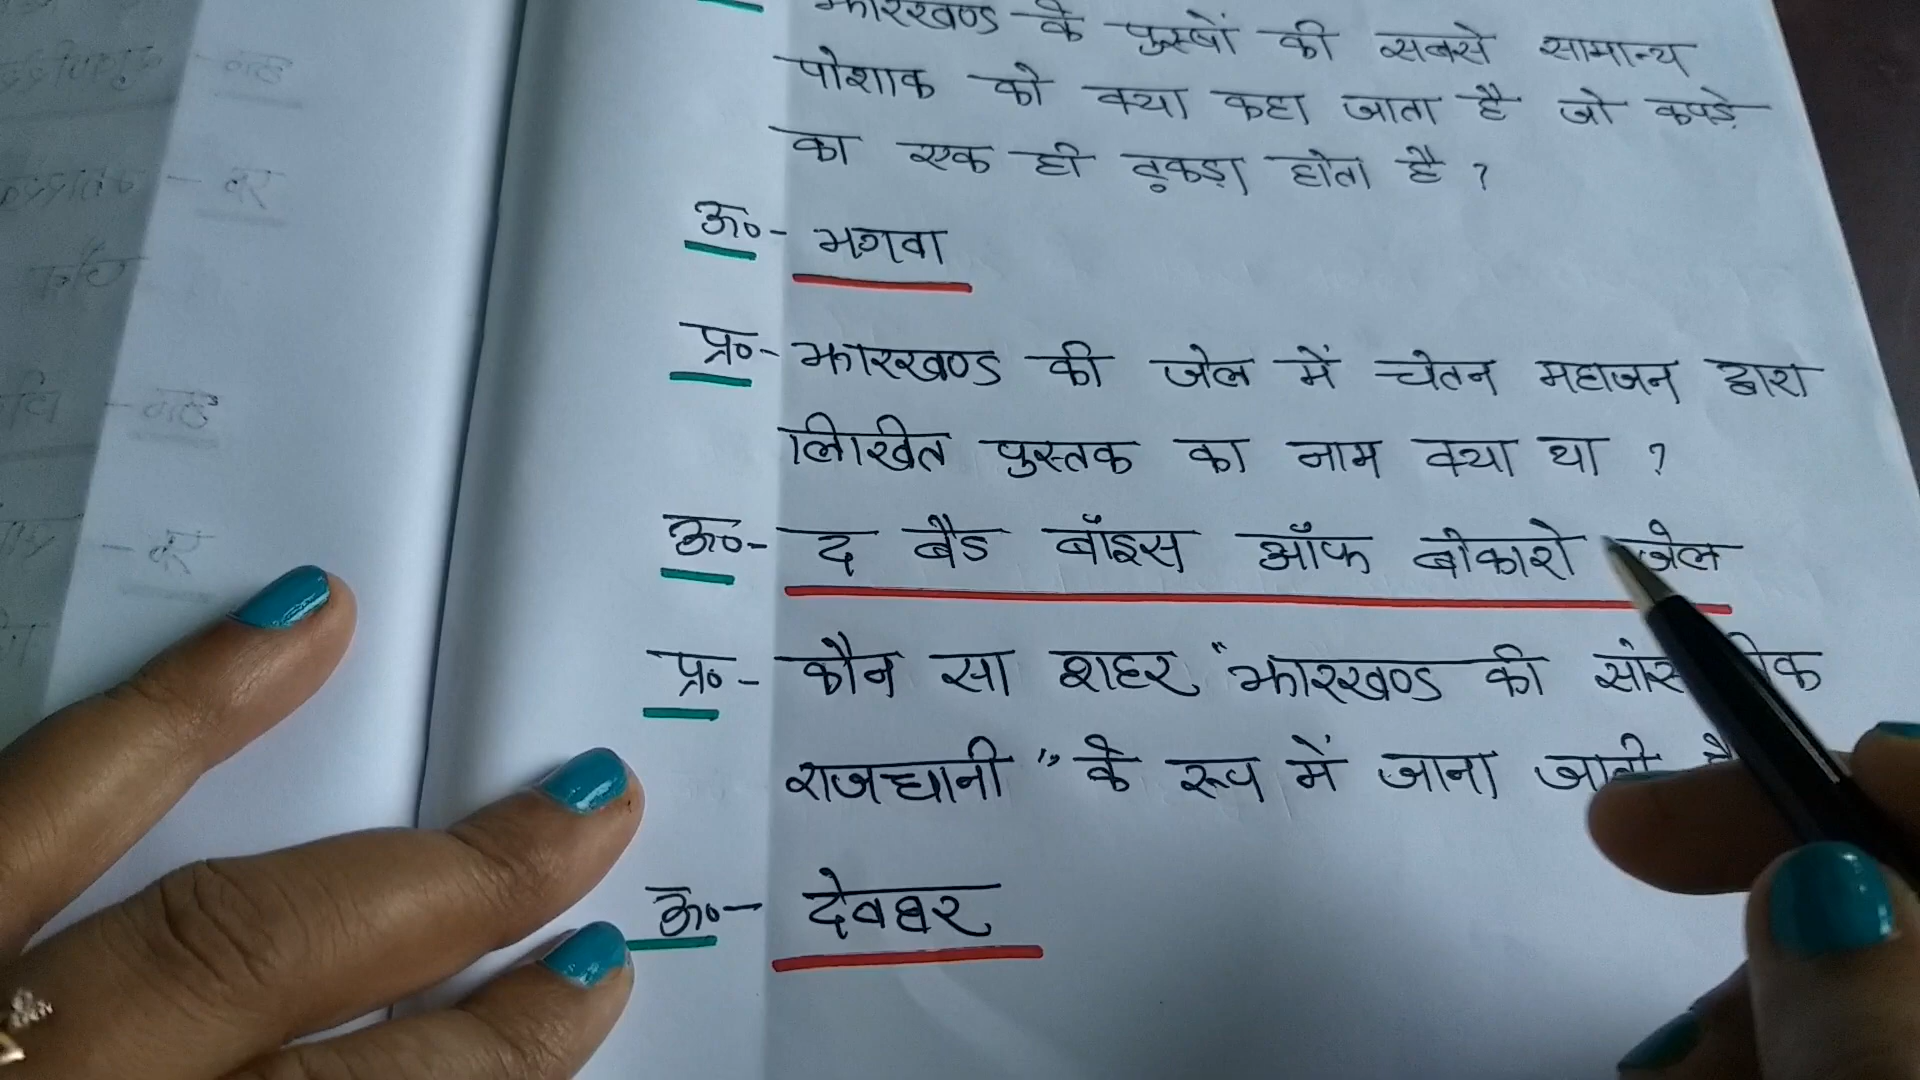 झारखण्ड के पुरुषों की सबसे सामान्य
पोशाक को क्या कहा जाता है जो कपड़े
का एक ही टुकड़ा होता है ?
उ०- भगवा
प्र०- झारखण्ड की जेल में चेतन महाजन द्वारा
लिखित पुस्तक का नाम क्या था ?
उ०- द बैड बॉइस ऑफ बोकारो जेल
प्र०- कौन सा शहर "झारखण्ड की
राजधानी" के रूप में जाना जाती
उ०- देवघर